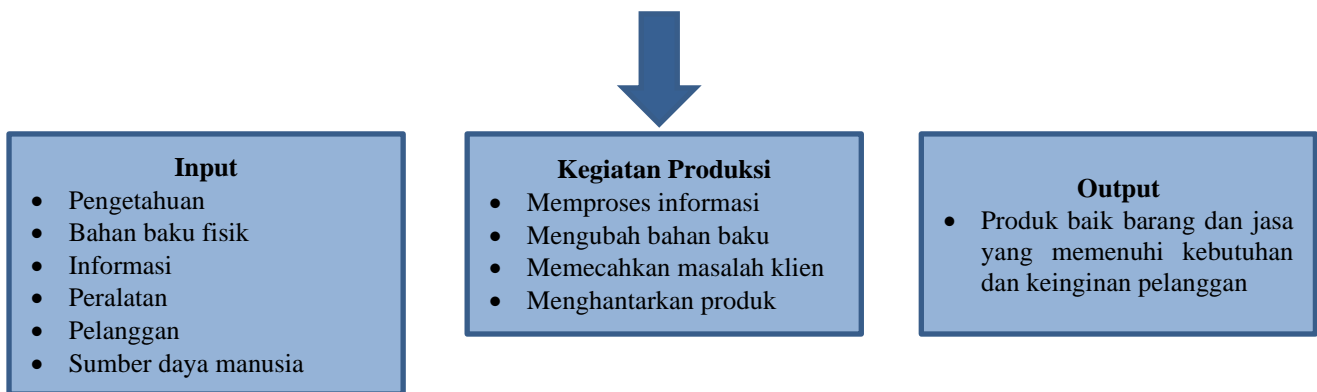 Input
• Pengetahuan
• Bahan baku fisik
• Informasi
• Peralatan
• Pelanggan
• Sumber daya manusia
Kegiatan Produksi
• Memproses informasi
• Mengubah bahan baku
• Memecahkan masalah klien
• Menghantarkan produk
Output
• Produk baik barang dan jasa
yang memenuhi kebutuhan
dan keinginan pelanggan